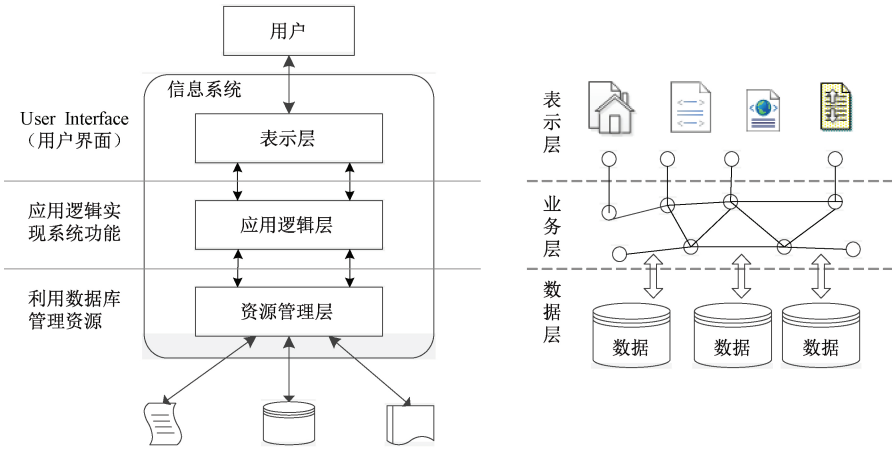 用户
信息系统
User Interface
（用户界面）
表示层
应用逻辑实
现系统功能
应用逻辑层
利用数据库
管理资源
资源管理层
表示层
业务层
数据层
数据
数据
数据